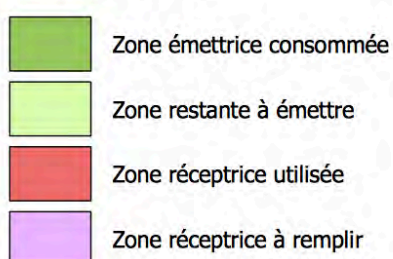 Zone émettrice consommée
Zone restante à émettre
Zone réceptrice utilisée
Zone réceptrice à remplir